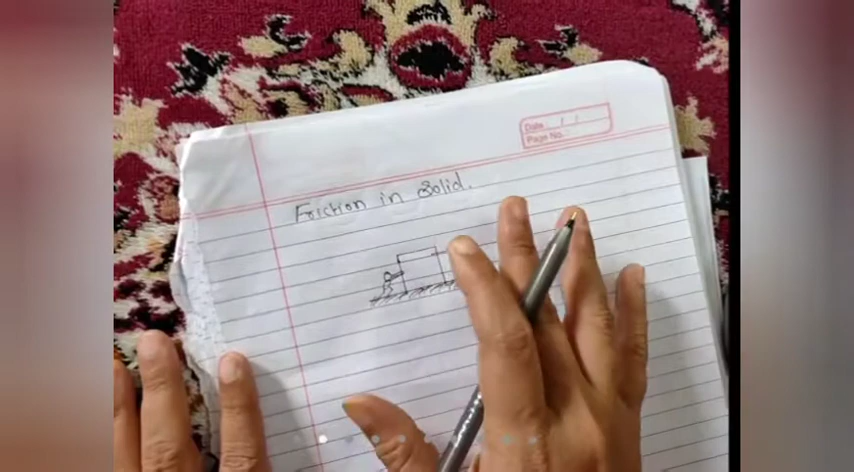 Date: / /
Page No.
Friction in Solid.